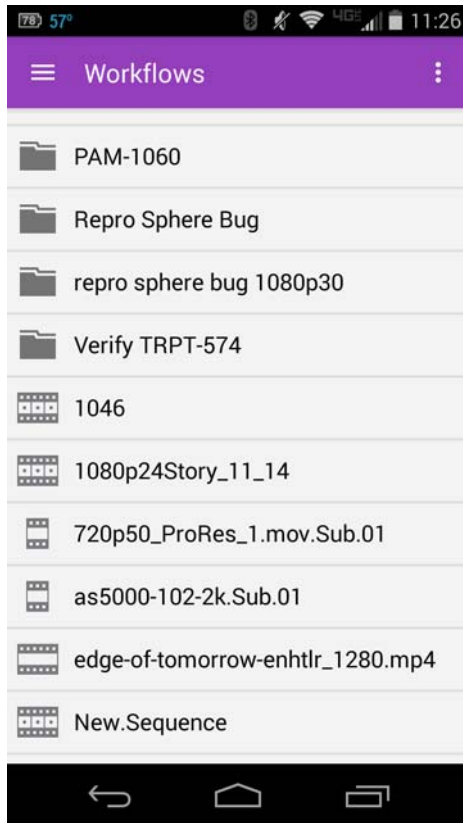 78 57° 4G 11:26
Workflows
PAM-1060
Repro Sphere Bug
repro sphere bug 1080p30
Verify TRPT-574
1046
1080p24Story_11_14
720p50_ProRes_1.mov.Sub.01
as5000-102-2k.Sub.01
edge-of-tomorrow-enhtlr_1280.mp4
New.Sequence